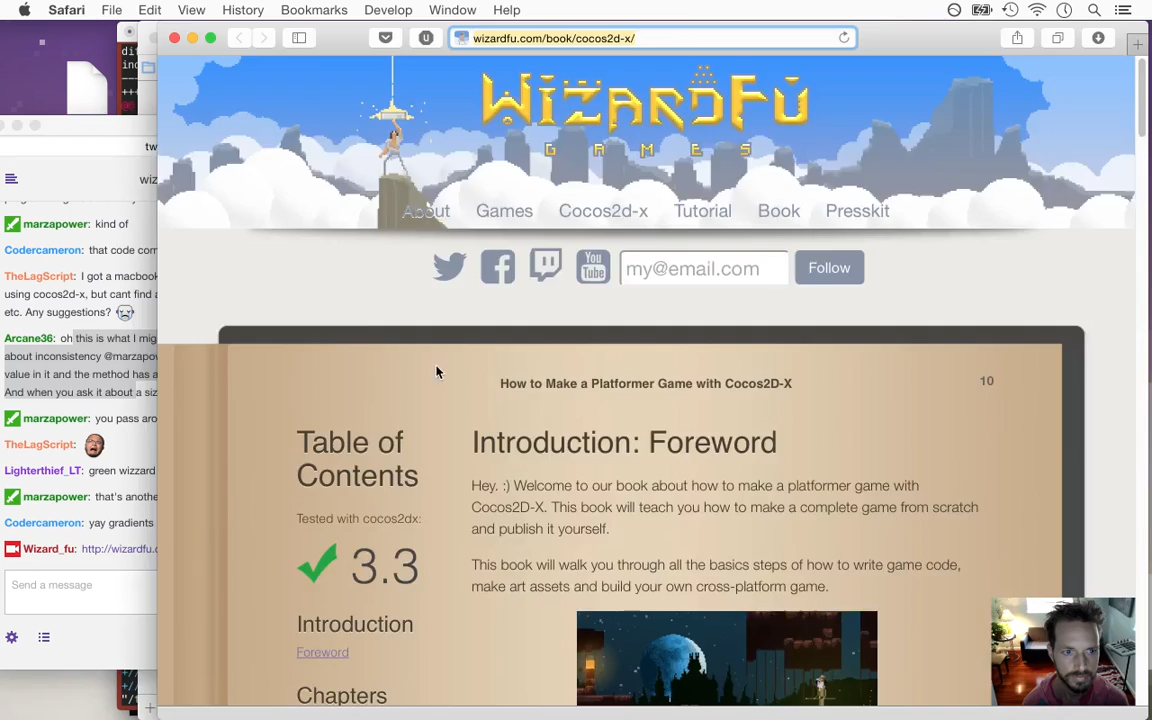 Safari File Edit View History Bookmarks Develop Window Help
wizardfu.com/book/cocos2d-x/
WIZARDFU
GAMES
About Games Cocos2d-x Tutorial Book Presskit
my@email.com Follow
tw
wiz
marzapower: kind of
Codercameron: that code com
TheLagScript: I got a macbook
using cocos2d-x, but cant find a
etc. Any suggestions?
Arcane36: oh this is what I mig
about inconsistency @marzapow
value in it and the method has a
And when you ask it about a siz
marzapower: you pass aro
TheLagScript:
Lighterthief_LT: green wizzard
marzapower: that's anothe
Codercameron: yay gradients
Wizard_fu: http://wizardfu.c
Send a message
How to Make a Platformer Game with Cocos2D-X 10
Table of
Contents
Tested with cocos2dx:
3.3
Introduction
Foreword
Chapters
Introduction: Foreword
Hey. :) Welcome to our book about how to make a platformer game with
Cocos2D-X. This book will teach you how to make a complete game from scratch
and publish it yourself.
This book will walk you through all the basics steps of how to write game code,
make art assets and build your own cross-platform game.